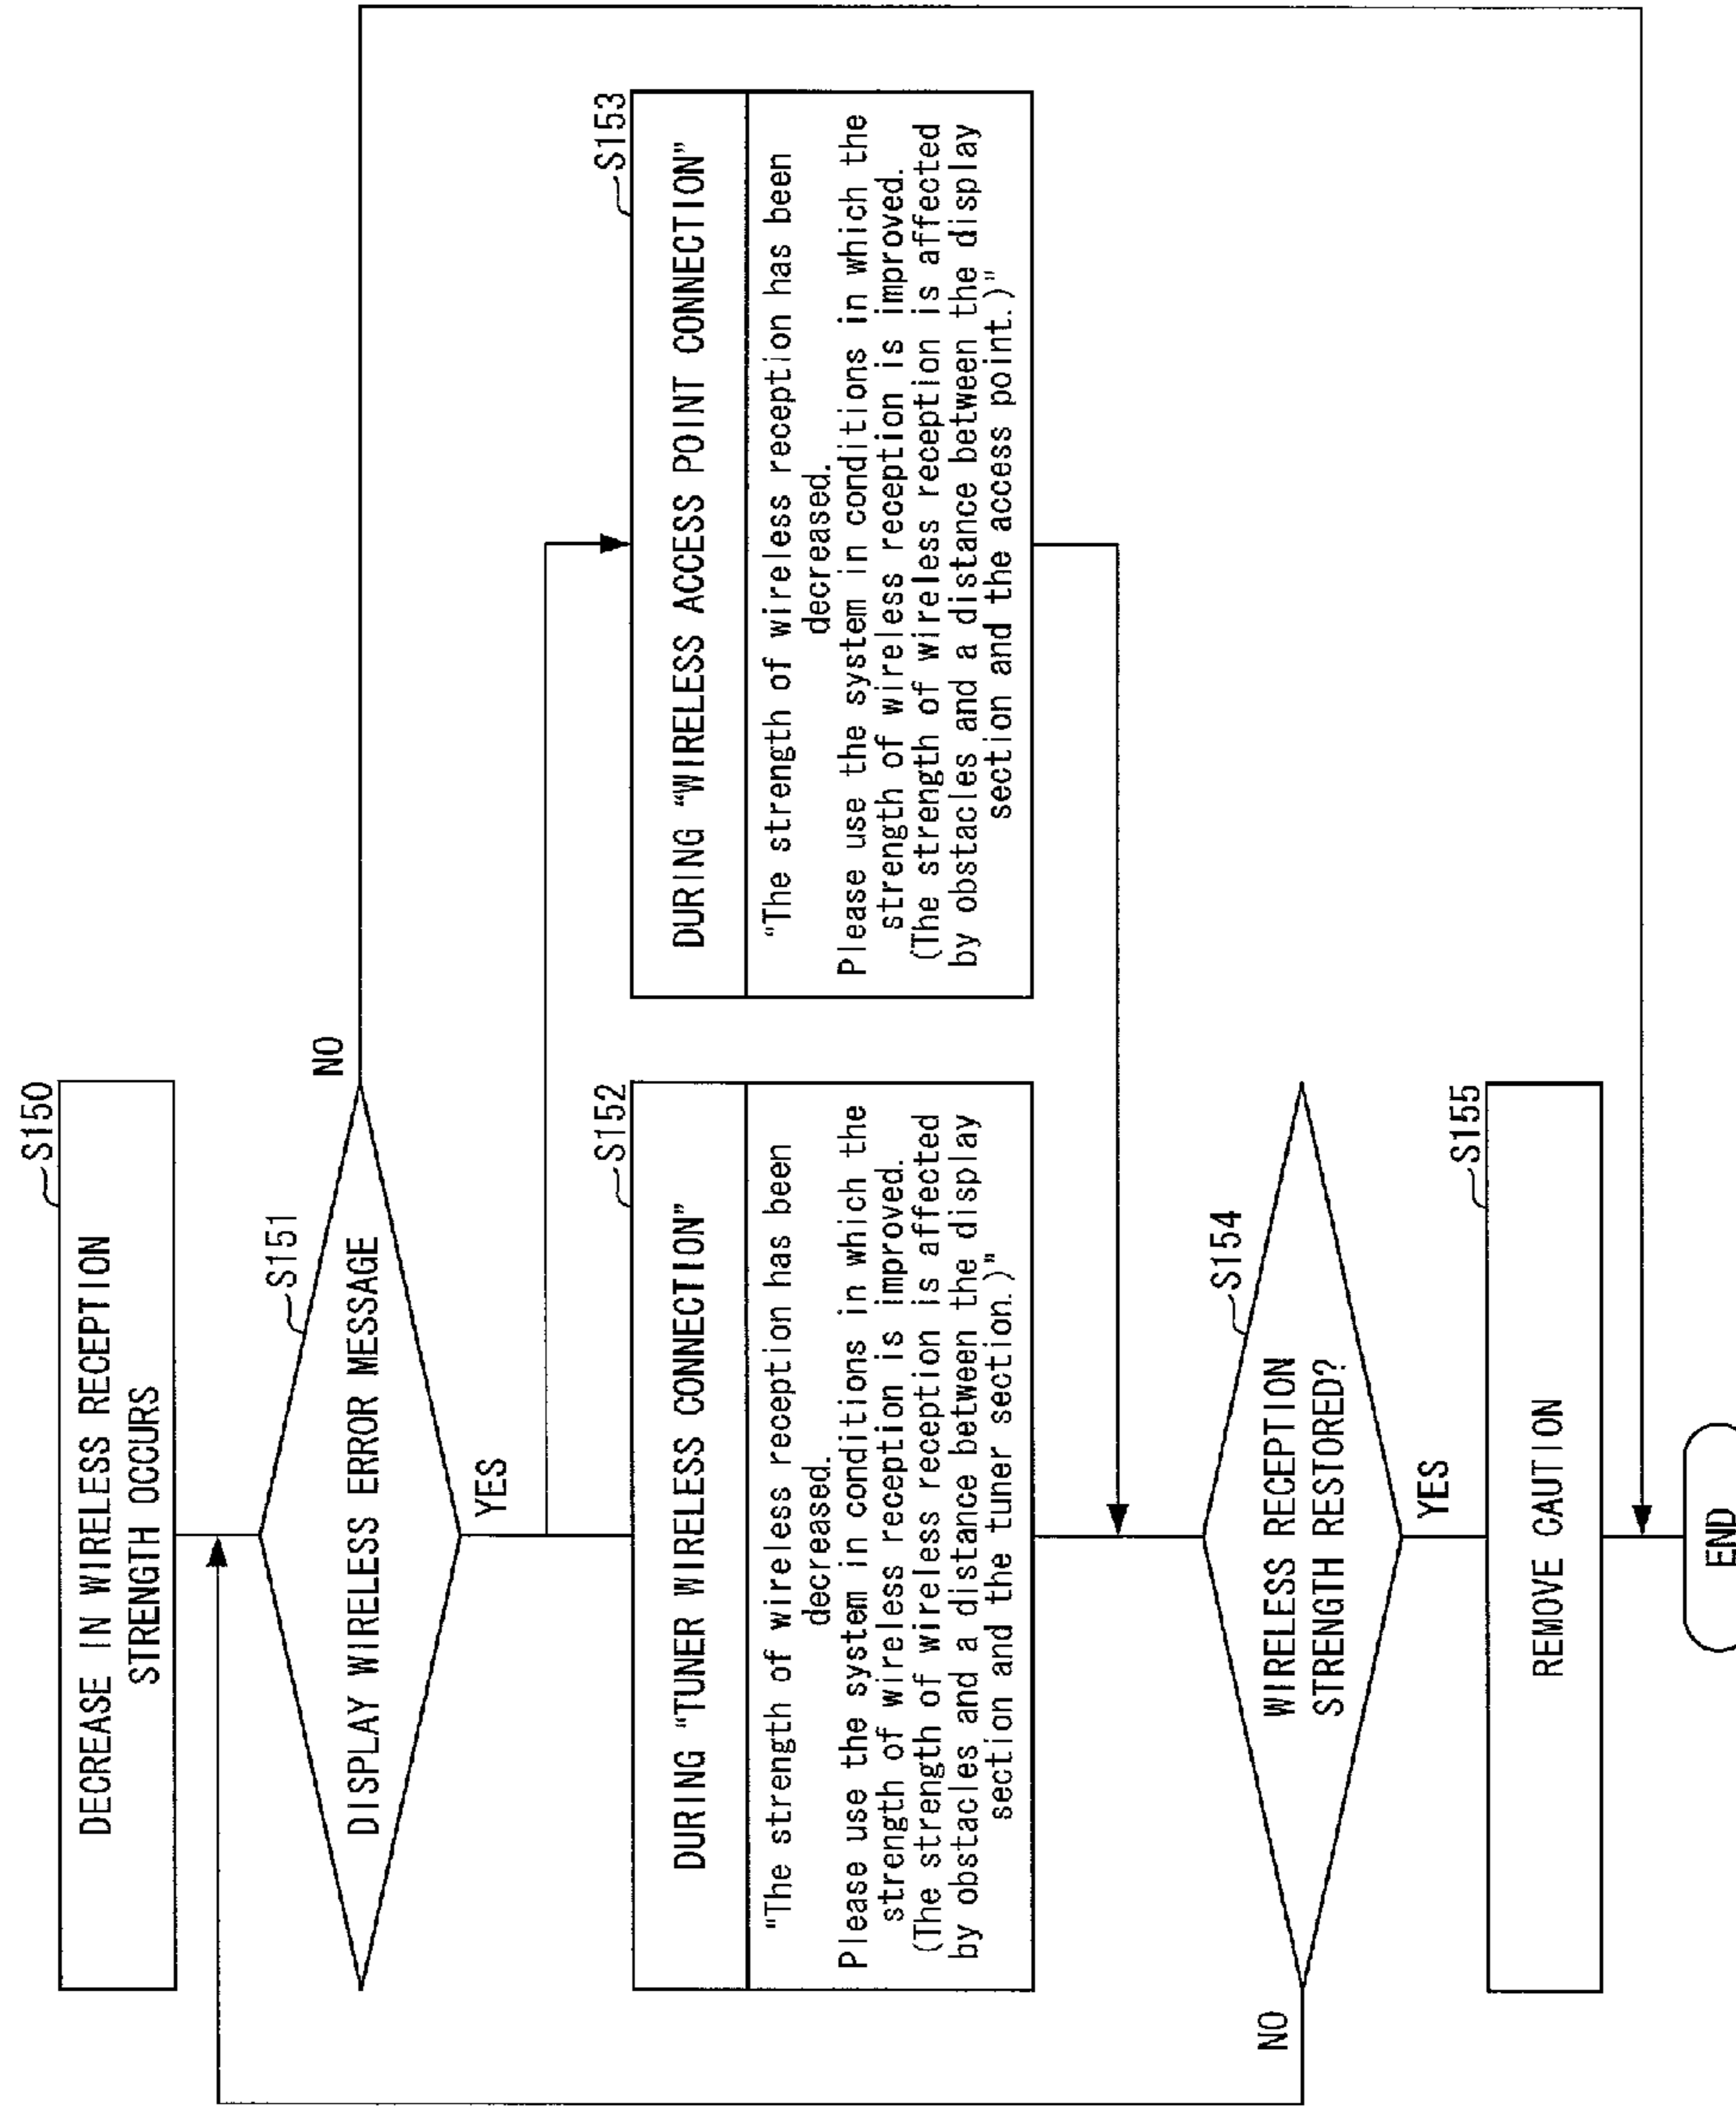 S150
DECREASE IN WIRELESS RECEPTION
STRENGTH OCCURS
S151
DISPLAY WIRELESS ERROR MESSAGE
NO
YES
S152
DURING "TUNER WIRELESS CONNECTION"
"The strength of wireless reception has been
decreased.
Please use the system in conditions in which the
strength of wireless reception is improved.
(The strength of wireless reception is affected
by obstacles and a distance between the display
section and the tuner section.)"
S153
DURING "WIRELESS ACCESS POINT CONNECTION"
"The strength of wireless reception has been
decreased.
Please use the system in conditions in which the
strength of wireless reception is improved.
(The strength of wireless reception is affected
by obstacles and a distance between the display
section and the access point.)"
S154
WIRELESS RECEPTION
STRENGTH RESTORED?
NO
YES
S155
REMOVE CAUTION
END